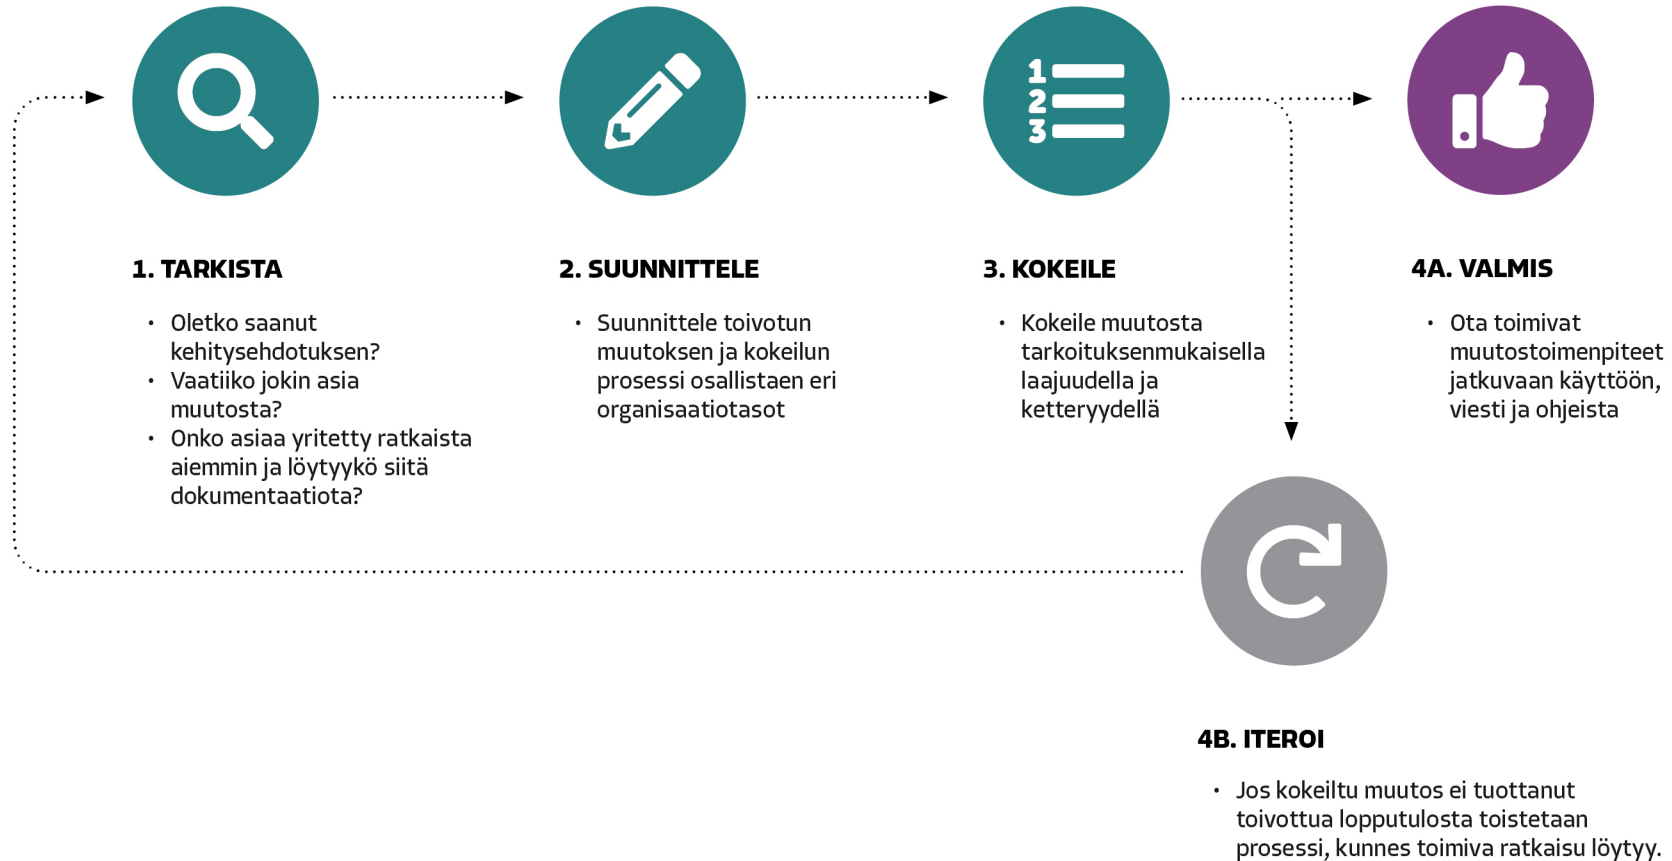 1
2
3
1. TARKISTA
• Oletko saanut
kehitysehdotuksen?
• Vaatiiko jokin asia
muutosta?
• Onko asiaa yritetty ratkaista
aiemmin ja löytyykö siitä
dokumentaatiota?
2. SUUNNITTELE
• Suunnittele toivotun
muutoksen ja kokeilun
prosessi osallistaen eri
organisaatiotasot
3. KOKEILE
• Kokeile muutosta
tarkoituksenmukaisella
laajuudella ja
ketteryydellä
4A. VALMIS
• Ota toimivat
muutostoimenpiteet
jatkuvaan käyttöön,
viesti ja ohjeista
4B. ITEROI
• Jos kokeiltu muutos ei tuottanut
toivottua lopputulosta toistetaan
prosessi, kunnes toimiva ratkaisu löytyy.